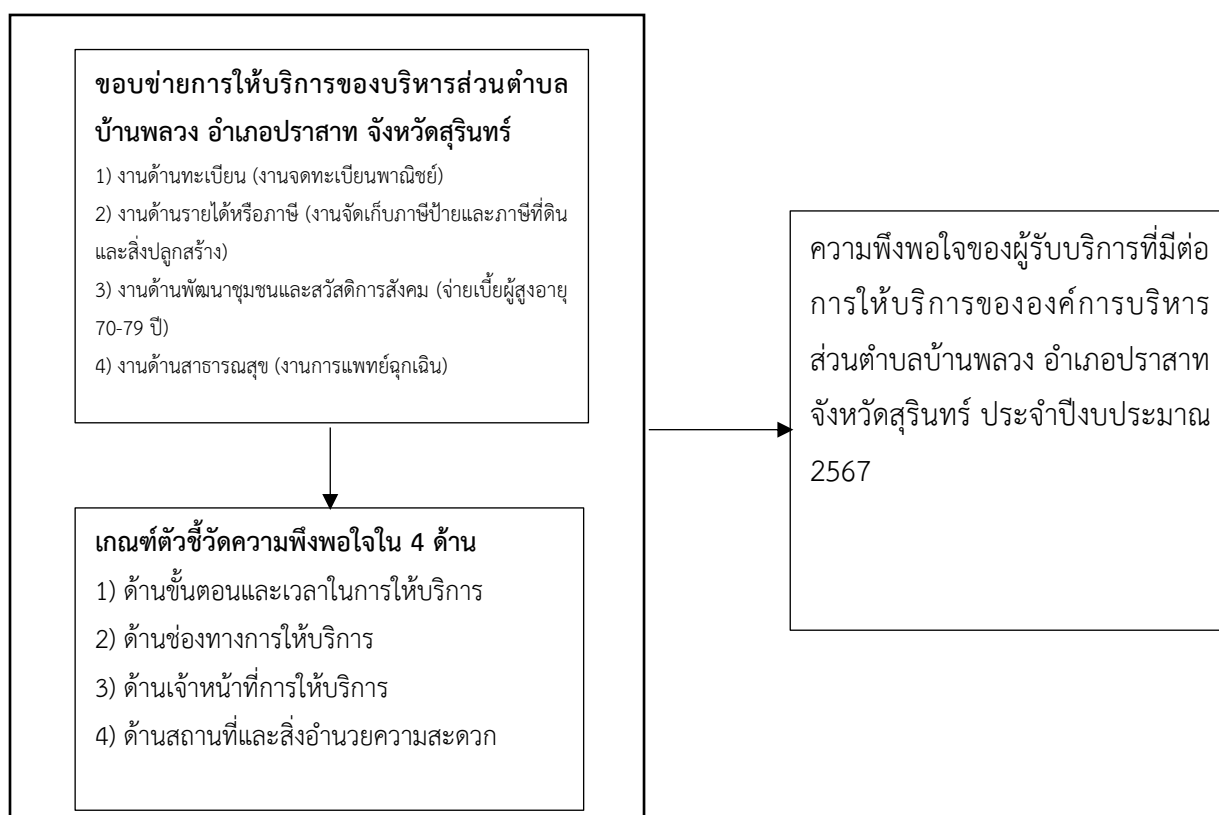 ขอบข่ายการให้บริการของบริหารส่วนตำบล
บ้านพลวง อำเภอปราสาท จังหวัดสุรินทร์
1) งานด้านทะเบียน (งานจดทะเบียนพาณิชย์)
2) งานด้านรายได้หรือภาษี (งานจัดเก็บภาษีป้ายและภาษีที่ดิน
และสิ่งปลูกสร้าง)
3) งานด้านพัฒนาชุมชนและสวัสดิการสังคม (จ่ายเบี้ยผู้สูงอายุ
70-79 ปี)
4) งานด้านสาธารณสุข (งานการแพทย์ฉุกเฉิน)
เกณฑ์ตัวชี้วัดความพึงพอใจใน 4 ด้าน
1) ด้านขั้นตอนและเวลาในการให้บริการ
2) ด้านช่องทางการให้บริการ
3) ด้านเจ้าหน้าที่การให้บริการ
4) ด้านสถานที่และสิ่งอำนวยความสะดวก
ความพึงพอใจของผู้รับบริการที่มีต่อ
การให้บริการขององค์การบริหาร
ส่วนตำบลบ้านพลวง อำเภอปราสาท
จังหวัดสุรินทร์ ประจำปีงบประมาณ
2567